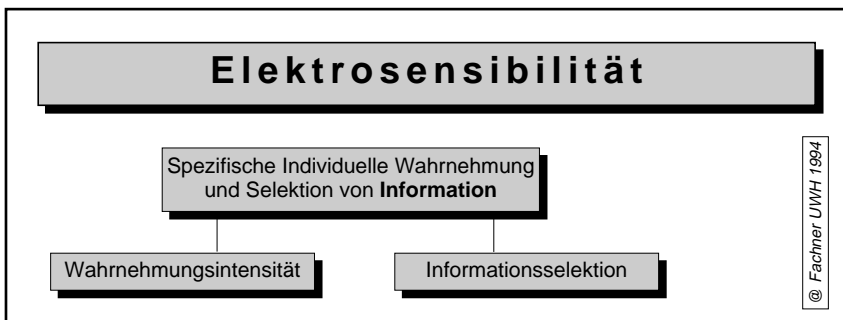 Elektrosensibilität
Spezifische Individuelle Wahrnehmung
und Selektion von Information
Wahrnehmungsintensität
Informationsselektion
@ Fachner UWH 1994